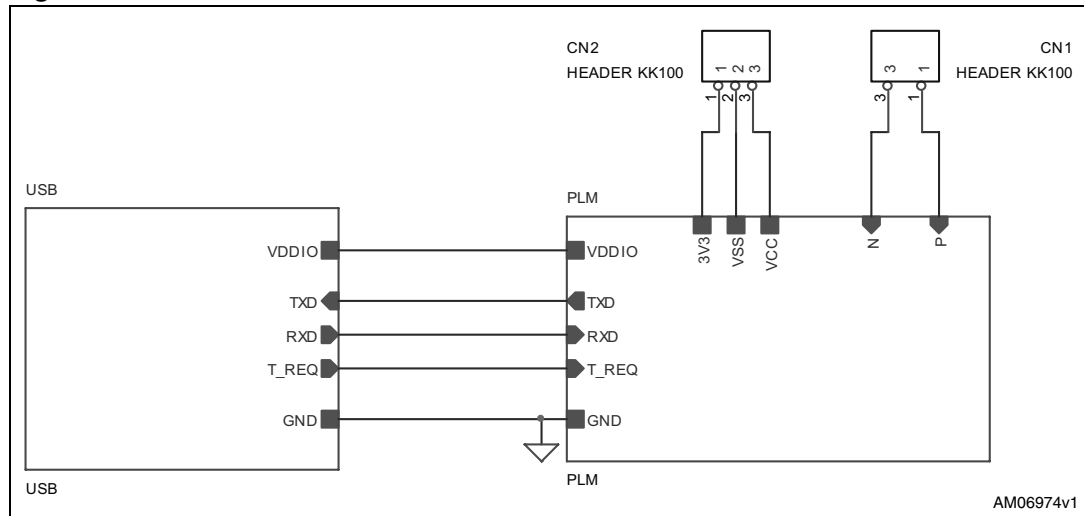 CN2
HEADER KK100
1 2 3
1 2 3
3 1
3 1
CN1
HEADER KK100
USB
VDDIO
TXD
RXD
T_REQ
GND
USB
PLM
3V3
VSS
VCC
N
P
VDDIO
TXD
RXD
T_REQ
GND
PLM
AM06974v1